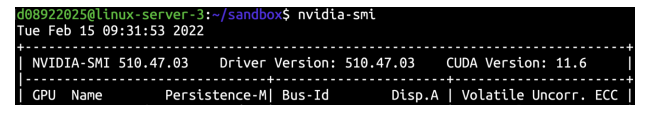 d08922025@linux-server-3:~/sandbox$ nvidia-smi
Tue Feb 15 09:31:53 2022
+-----------------------------------------------------------------------------+
| NVIDIA-SMI 510.47.03    Driver Version: 510.47.03    CUDA Version: 11.6     |
|-------------------------------+----------------------+----------------------+
| GPU  Name        Persistence-M| Bus-Id        Disp.A | Volatile Uncorr. ECC |